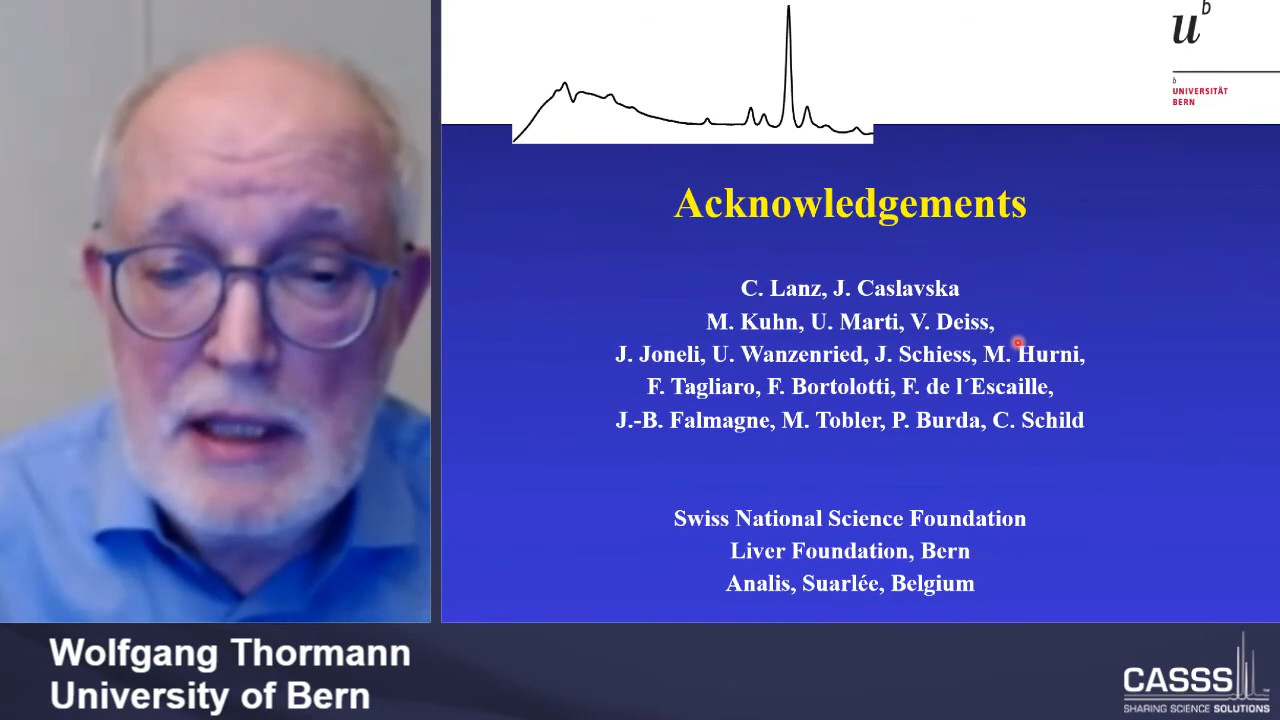 u b
b
UNIVERSITÄT
BERN
Acknowledgements
C. Lanz, J. Caslavska
M. Kuhn, U. Marti, V. Deiss,
J. Joneli, U. Wanzenried, J. Schiess, M. Hurni,
F. Tagliaro, F. Bortolotti, F. de l´Escaille,
J.-B. Falmagne, M. Tobler, P. Burda, C. Schild
Swiss National Science Foundation
Liver Foundation, Bern
Analis, Suarlée, Belgium
Wolfgang Thormann
University of Bern
CASSS
SHARING SCIENCE SOLUTIONS